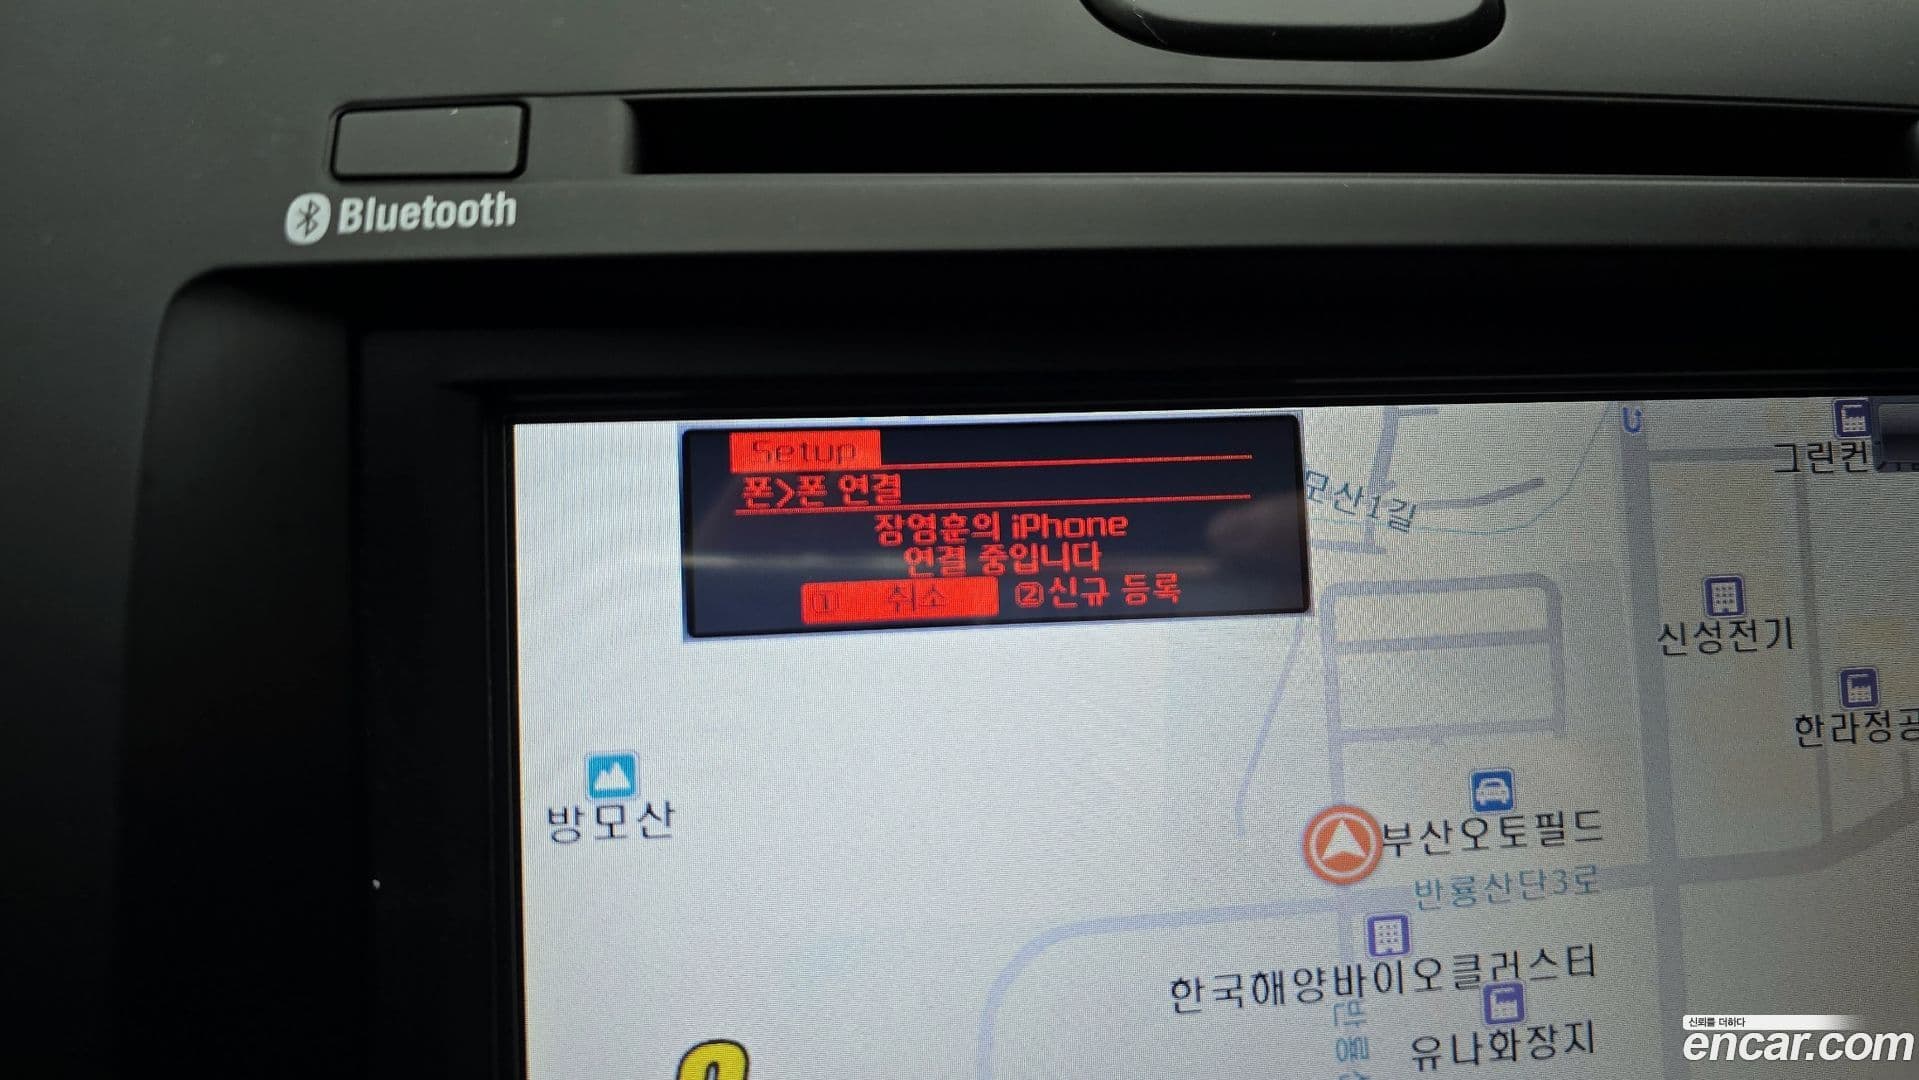 Bluetooth
Setup
폰>폰 연결
장영훈의 iPhone
연결 중입니다
① 취소 ②신규 등록
모산1길
그린컨
신성전기
한라정공
방모산
부산오토필드
반룡산단3로
한국해양바이오클러스터
유나화장지
신뢰를 더하다
encar.com